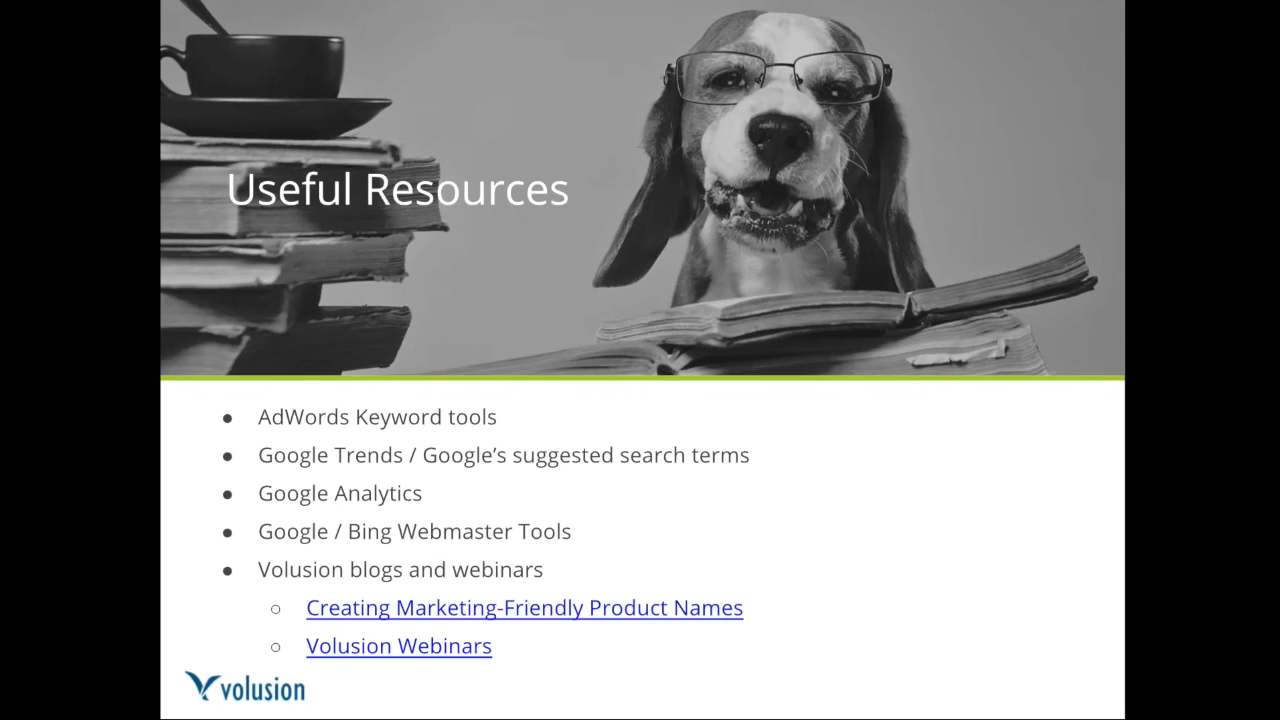 Useful Resources
● AdWords Keyword tools
● Google Trends / Google’s suggested search terms
● Google Analytics
● Google / Bing Webmaster Tools
● Volusion blogs and webinars
○ Creating Marketing-Friendly Product Names
○ Volusion Webinars
volusion